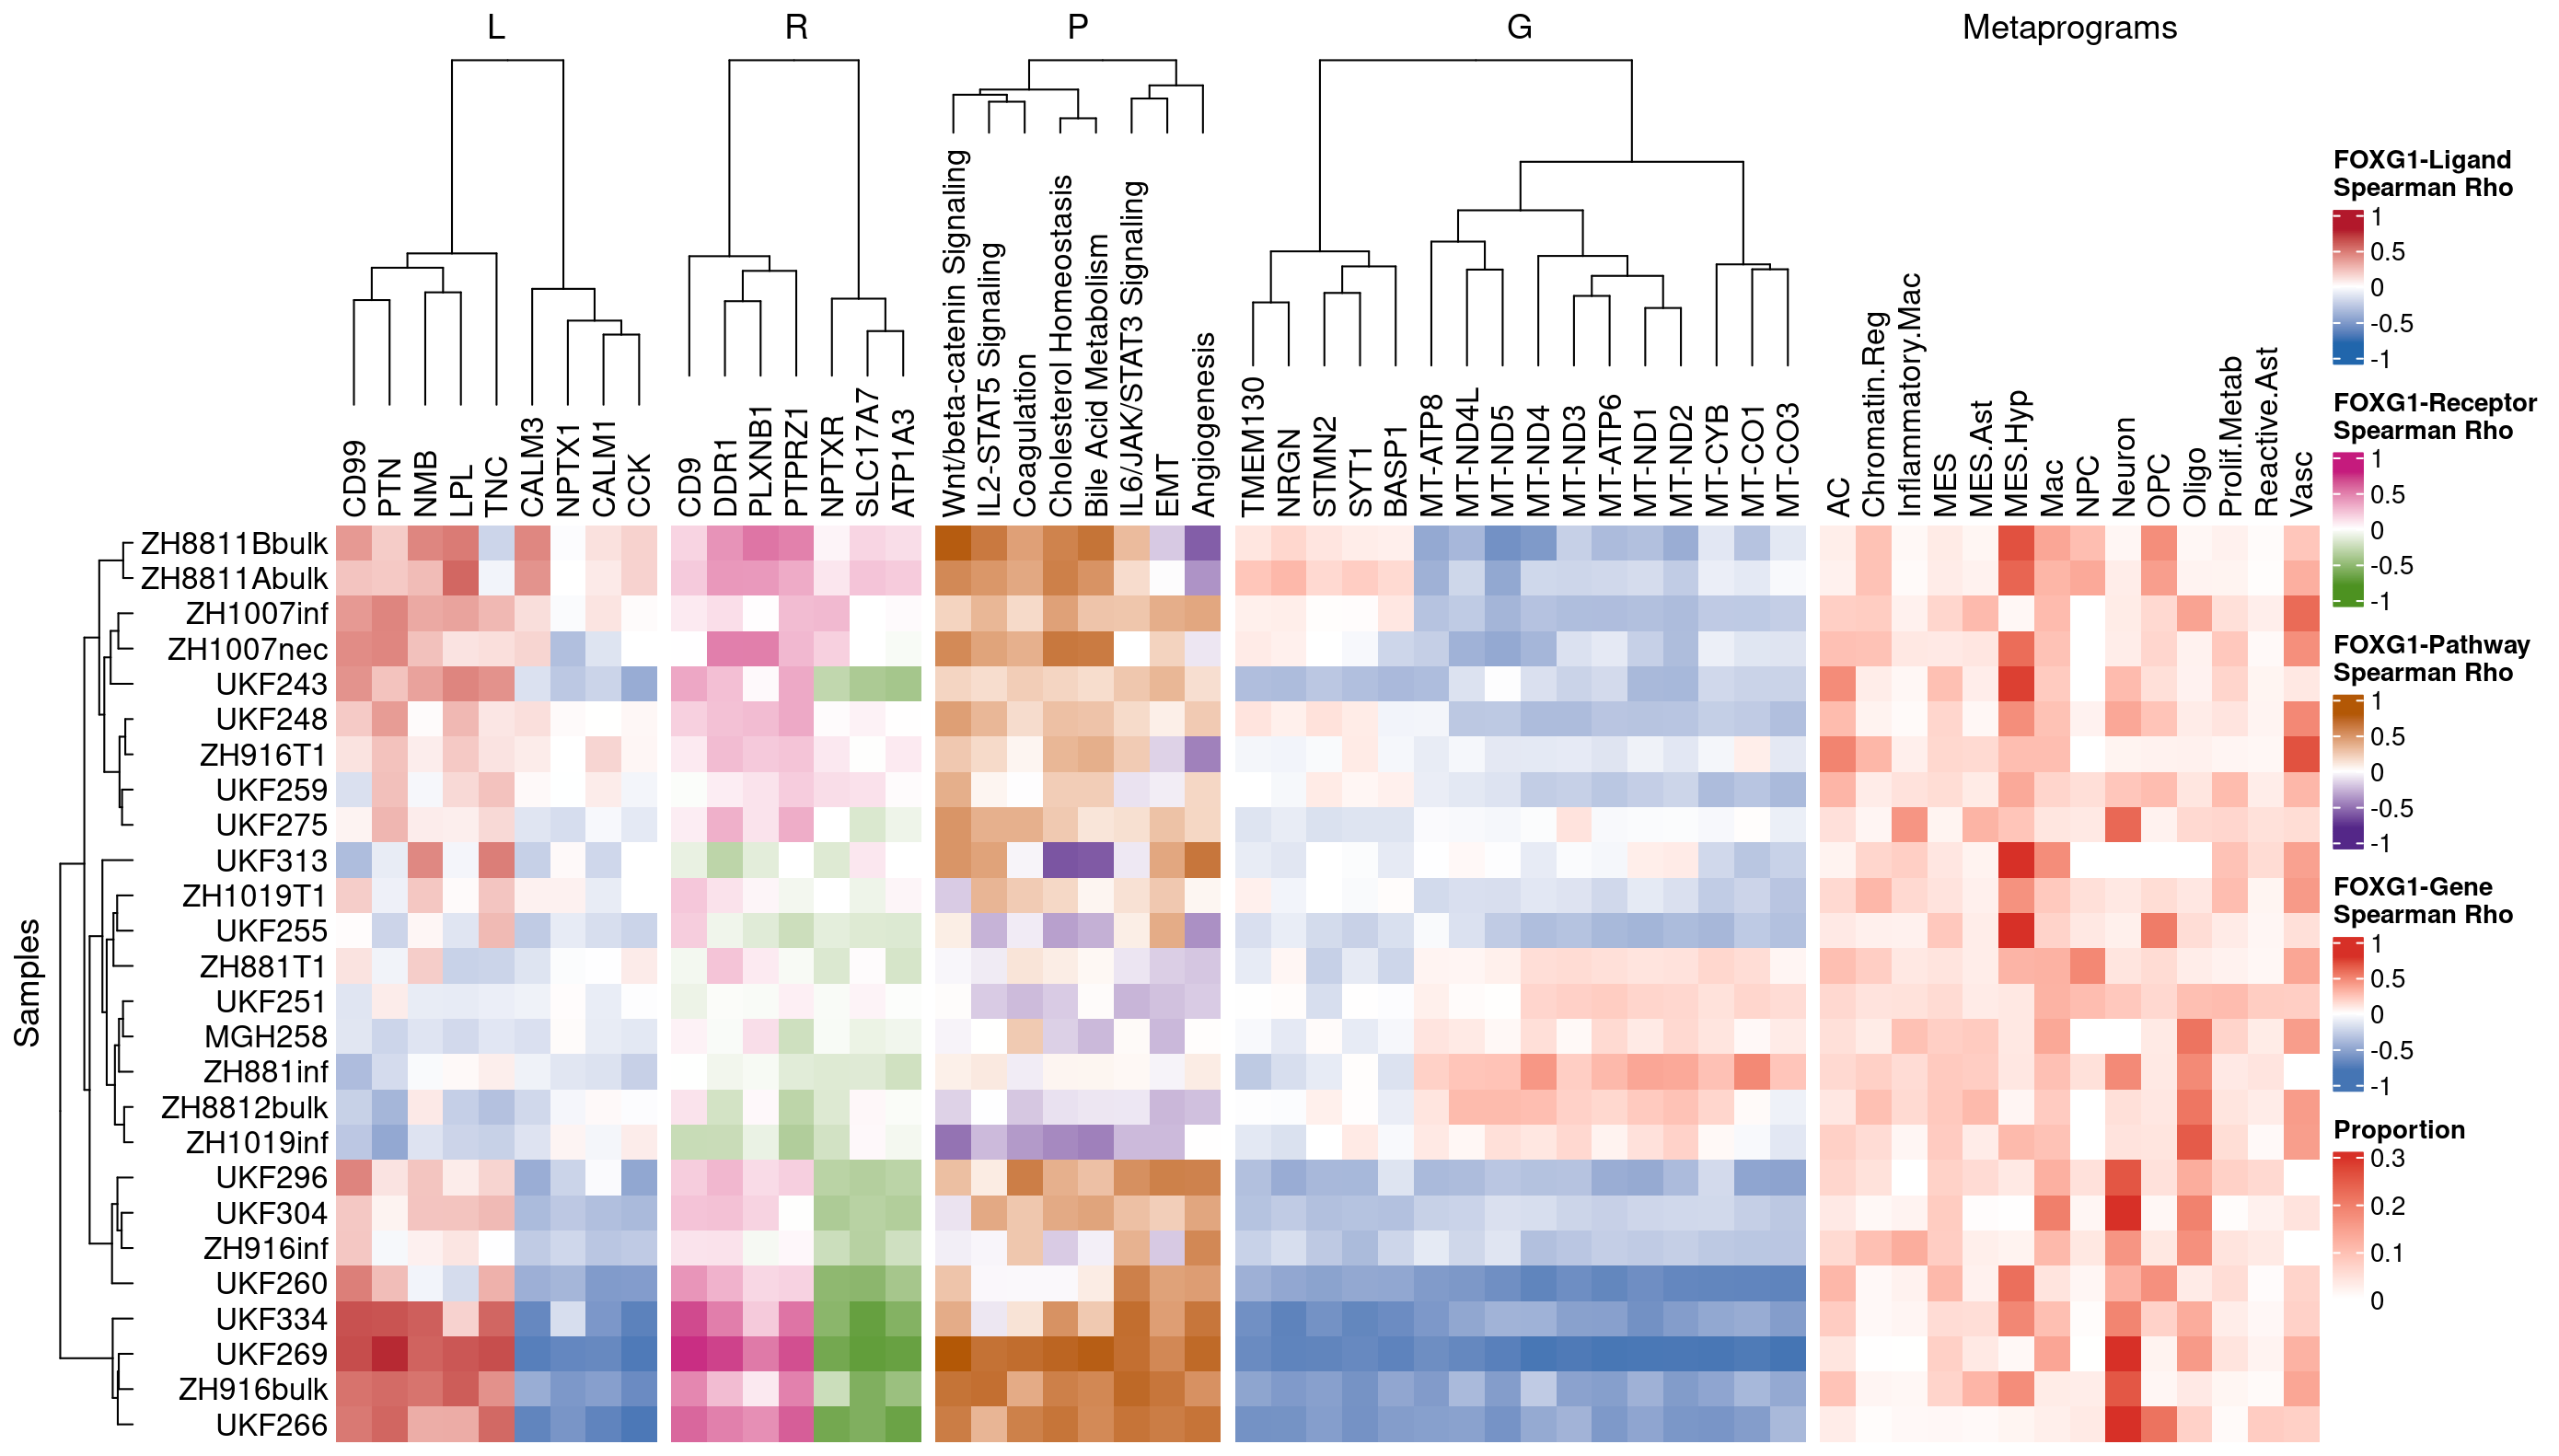 L R P G Metaprograms
CD99
PTN
NMB
LPL
TNC
CALM3
NPTX1
CALM1
CCK
CD9
DDR1
PLXNB1
PTPRZ1
NPTXR
SLC17A7
ATP1A3
Wnt/beta-catenin Signaling
IL2-STAT5 Signaling
Coagulation
Cholesterol Homeostasis
Bile Acid Metabolism
IL6/JAK/STAT3 Signaling
EMT
Angiogenesis
TMEM130
NRGN
STMN2
SYT1
BASP1
MT-ATP8
MT-ND4L
MT-ND5
MT-ND4
MT-ND3
MT-ATP6
MT-ND1
MT-ND2
MT-CYB
MT-CO1
MT-CO3
AC
Chromatin.Reg
Inflammatory.Mac
MES
MES.Ast
MES.Hyp
Mac
NPC
Neuron
OPC
Oligo
Prolif.Metab
Reactive.Ast
Vasc
Samples
ZH8811Bbulk
ZH8811Abulk
ZH1007inf
ZH1007nec
UKF243
UKF248
ZH916T1
UKF259
UKF275
UKF313
ZH1019T1
UKF255
ZH881T1
UKF251
MGH258
ZH881inf
ZH8812bulk
ZH1019inf
UKF296
UKF304
ZH916inf
UKF260
UKF334
UKF269
ZH916bulk
UKF266
FOXG1-Ligand
Spearman Rho
1
0.5
0
-0.5
-1
FOXG1-Receptor
Spearman Rho
1
0.5
0
-0.5
-1
FOXG1-Pathway
Spearman Rho
1
0.5
0
-0.5
-1
FOXG1-Gene
Spearman Rho
1
0.5
0
-0.5
-1
Proportion
0.3
0.2
0.1
0